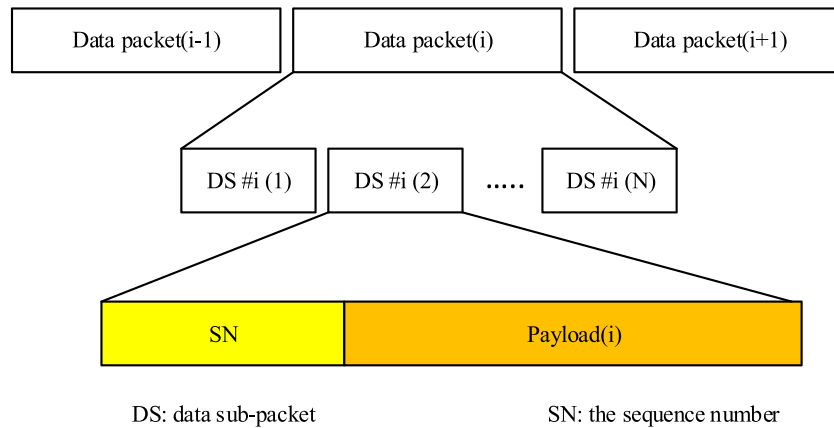 Data packet(i-1) Data packet(i) Data packet(i+1)
DS #i (1) DS #i (2) ..... DS #i (N)
SN Payload(i)
DS: data sub-packet SN: the sequence number